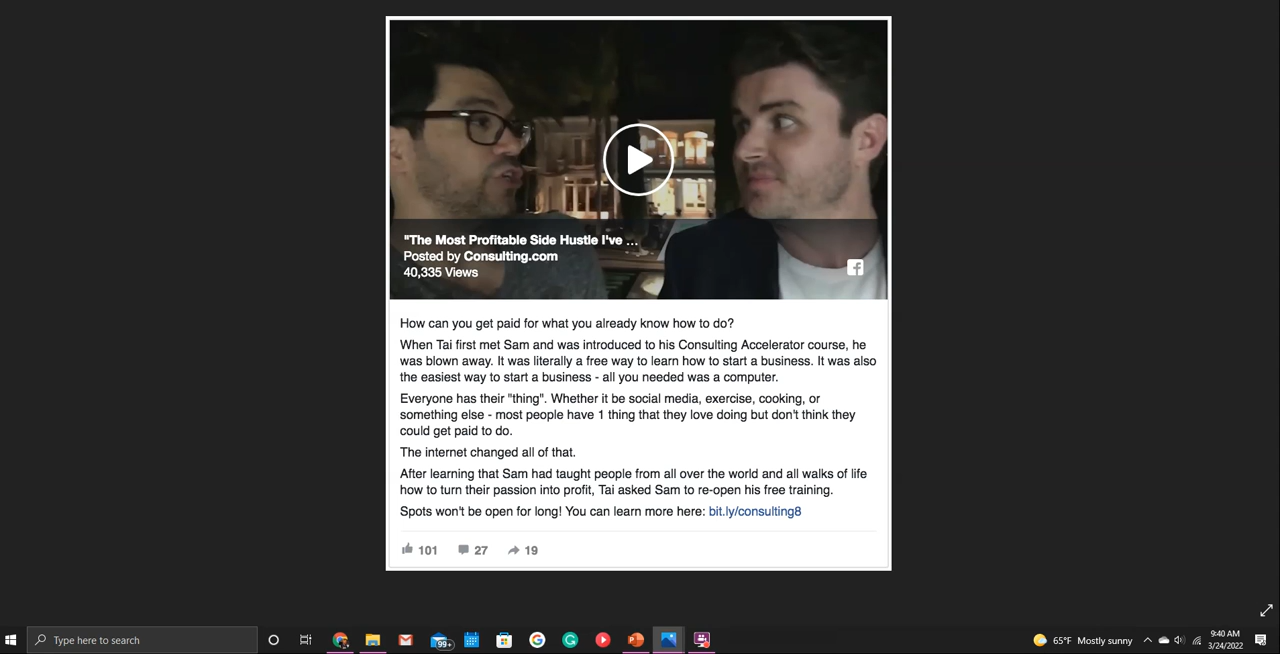 "The Most Profitable Side Hustle I've ...
Posted by Consulting.com
40,335 Views
How can you get paid for what you already know how to do?
When Tai first met Sam and was introduced to his Consulting Accelerator course, he
was blown away. It was literally a free way to learn how to start a business. It was also
the easiest way to start a business - all you needed was a computer.
Everyone has their "thing". Whether it be social media, exercise, cooking, or
something else - most people have 1 thing that they love doing but don't think they
could get paid to do.
The internet changed all of that.
After learning that Sam had taught people from all over the world and all walks of life
how to turn their passion into profit, Tai asked Sam to re-open his free training.
Spots won't be open for long! You can learn more here: bit.ly/consulting8
101 27 19
Type here to search
99+
65°F Mostly sunny
9:40 AM
3/24/2022